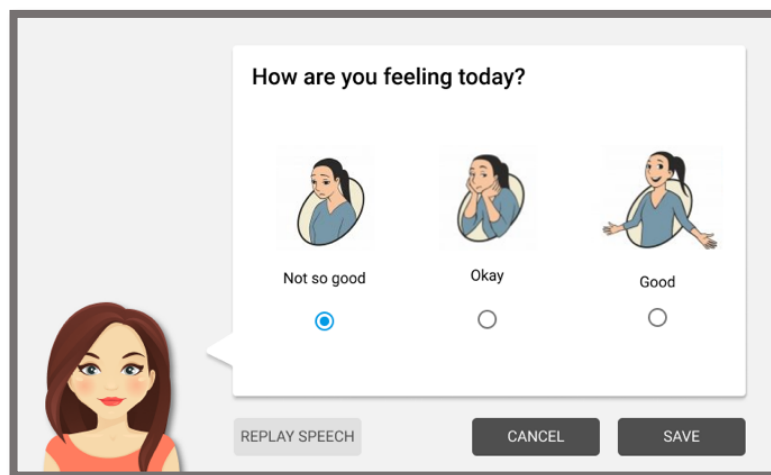 How are you feeling today?
Not so good
Okay
Good
REPLAY SPEECH
CANCEL
SAVE